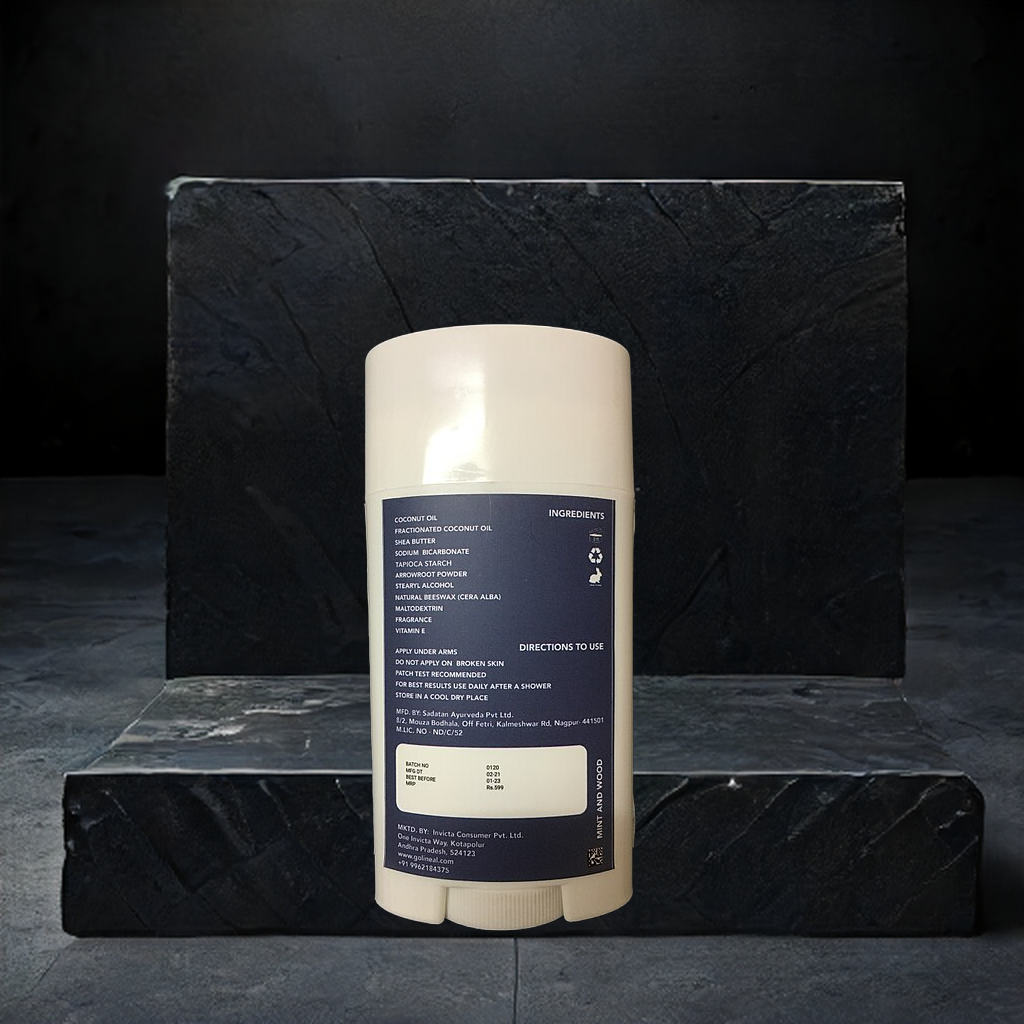 INGREDIENTS
COCONUT OIL
FRACTIONATED COCONUT OIL
SHEA BUTTER
SODIUM BICARBONATE
TAPIOCA STARCH
ARROWROOT POWDER
STEARYL ALCOHOL
NATURAL BEESWAX (CERA ALBA)
MALTODEXTRIN
FRAGRANCE
VITAMIN E
DIRECTIONS TO USE
APPLY UNDER ARMS
DO NOT APPLY ON BROKEN SKIN
PATCH TEST RECOMMENDED
FOR BEST RESULTS USE DAILY AFTER A SHOWER
STORE IN A COOL DRY PLACE
MFD. BY: Sadatan Ayurveda Pvt Ltd.
8/2, Mouza Bodhala, Off Fetri, Kalmeshwar Rd, Nagpur- 441501
M.LIC. NO - ND/C/52
BATCH NO 0120
MFG DT 02-21
BEST BEFORE 01-23
MRP Rs.599
MKTD. BY: Invicta Consumer Pvt. Ltd.
One Invicta Way, Kotapolur
Andhra Pradesh, 524123
www.golineal.com
+91 9962184375
MINT AND WOOD